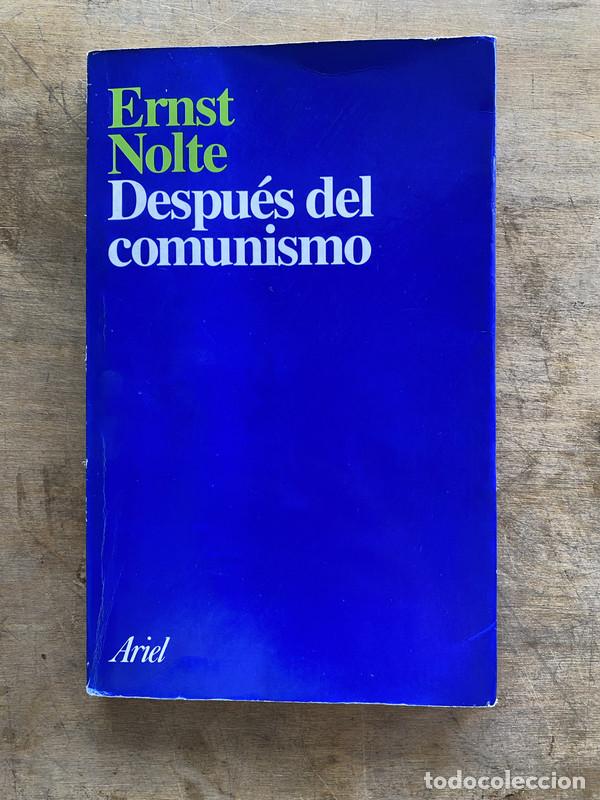 Ernst
Nolte
Después del
comunismo
Ariel
todocoleccion